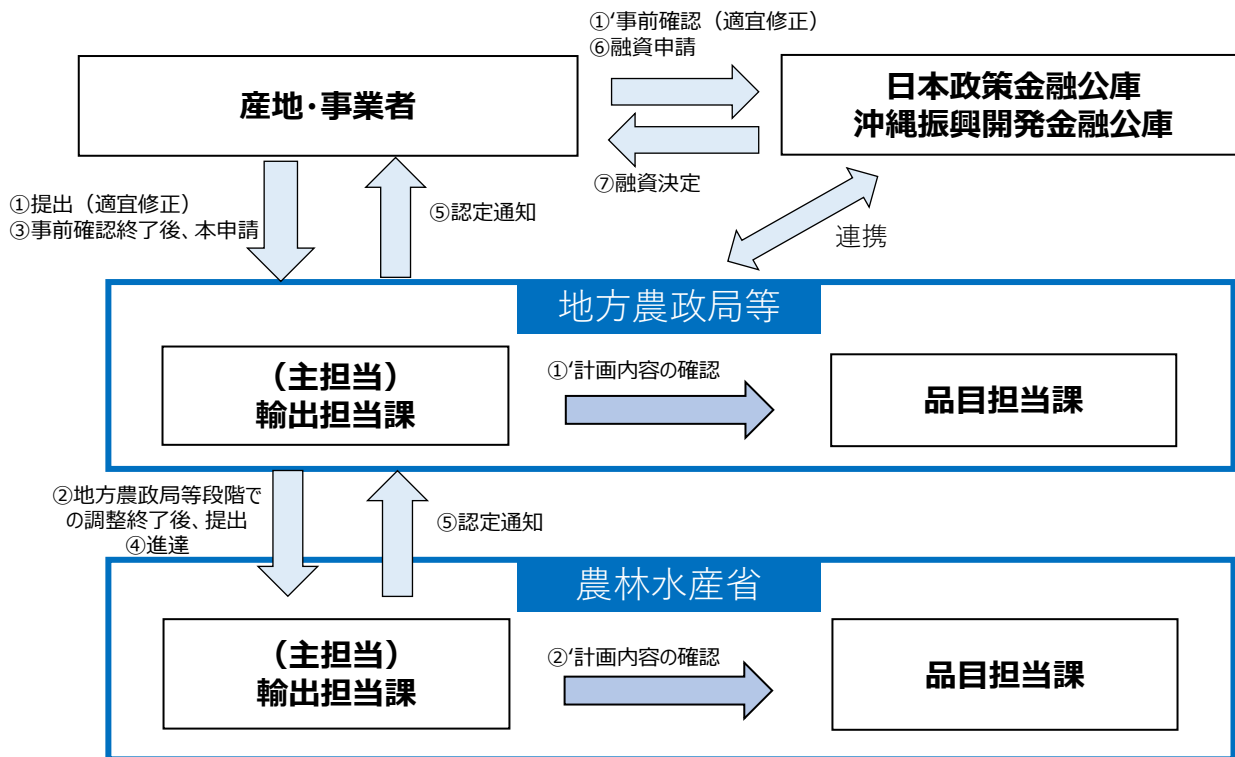 ①‘事前確認（適宜修正）
⑥融資申請
産地・事業者
日本政策金融公庫
沖縄振興開発金融公庫
⑦融資決定
①提出（適宜修正）
③事前確認終了後、本申請
⑤認定通知
連携
地方農政局等
（主担当）
輸出担当課
①‘計画内容の確認
品目担当課
②地方農政局等段階で
の調整終了後、提出
④進達
⑤認定通知
農林水産省
（主担当）
輸出担当課
②‘計画内容の確認
品目担当課